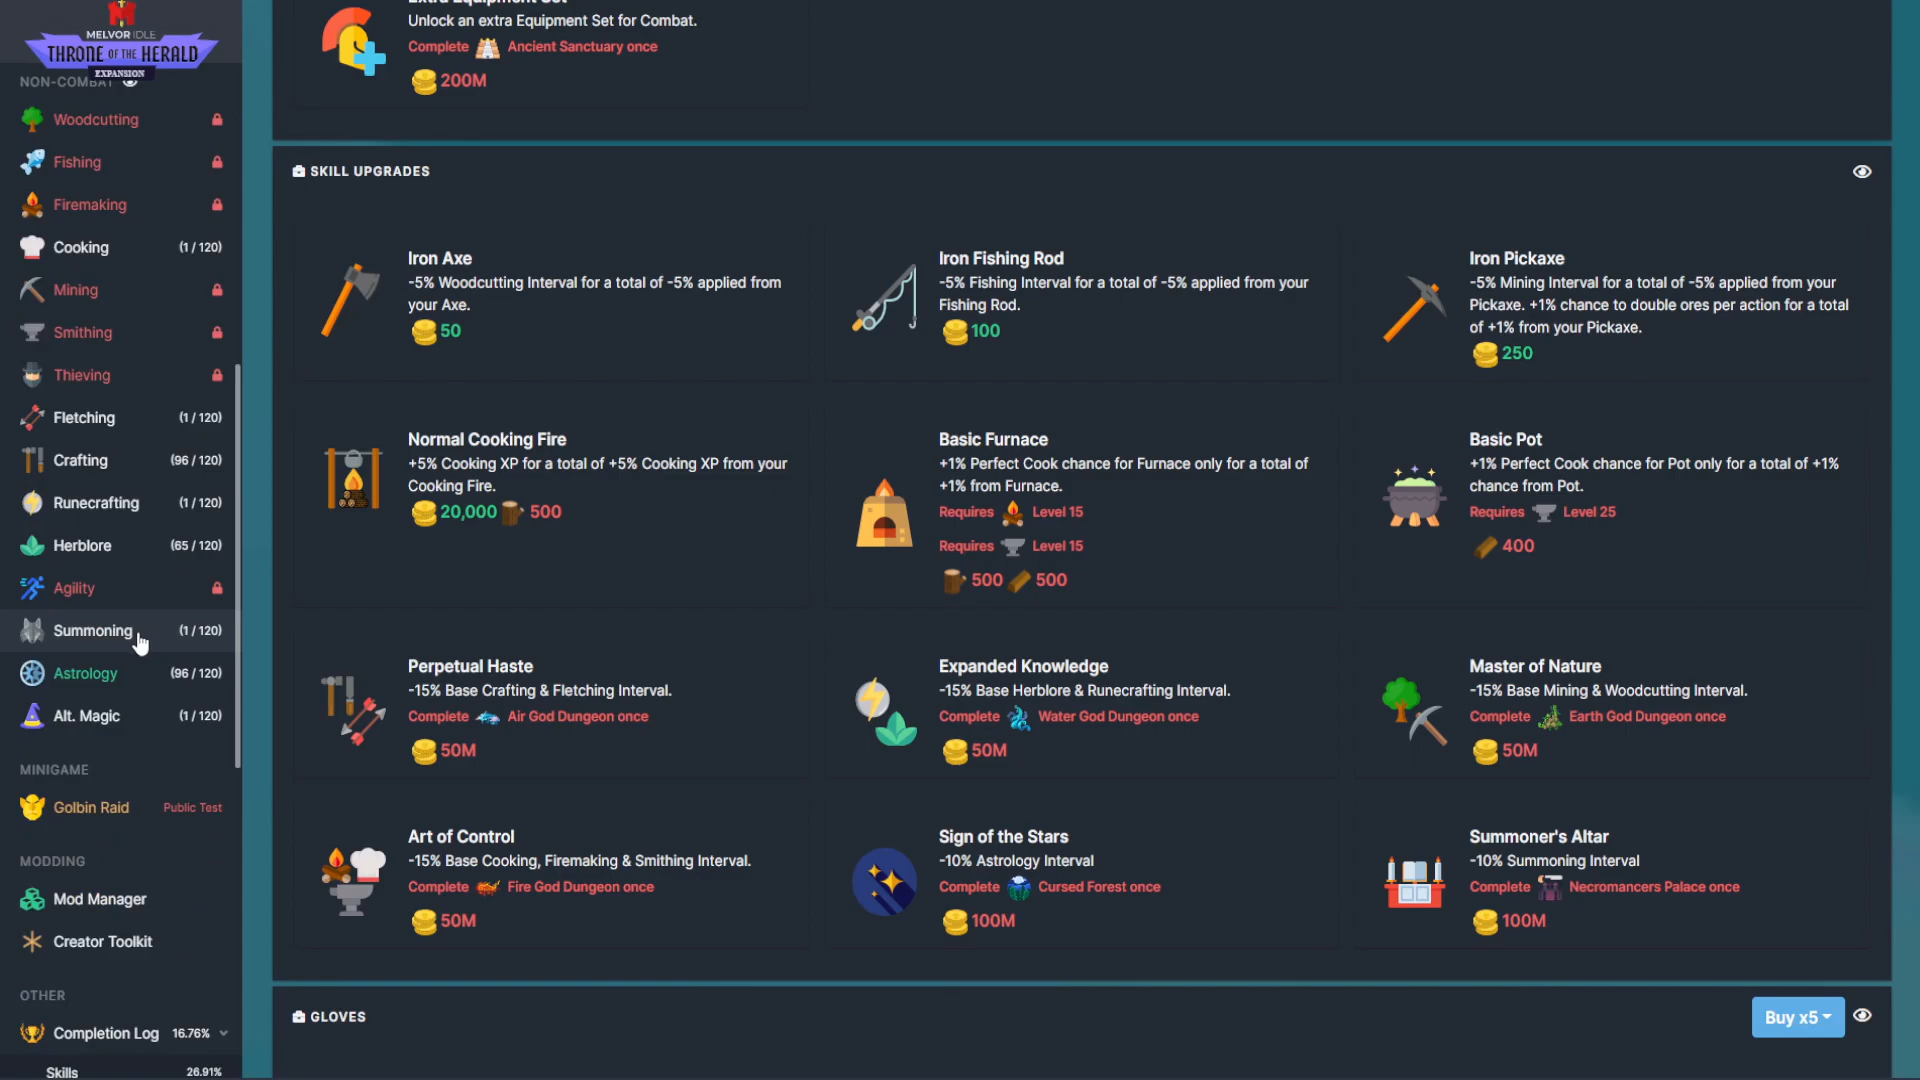 MELVOR IDLE
THRONE OF THE HERALD
EXPANSION
NON-COMBAT
Woodcutting
Fishing
Firemaking
Cooking (1 / 120)
Mining
Smithing
Thieving
Fletching (1 / 120)
Crafting (96 / 120)
Runecrafting (1 / 120)
Herblore (65 / 120)
Agility
Summoning (1 / 120)
Astrology (96 / 120)
Alt. Magic (1 / 120)
MINIGAME
Golbin Raid Public Test
MODDING
Mod Manager
Creator Toolkit
OTHER
Completion Log 16.76%
Skills 26.91%
Extra Equipment Set
Unlock an extra Equipment Set for Combat.
Complete Ancient Sanctuary once
200M
SKILL UPGRADES
Iron Axe
-5% Woodcutting Interval for a total of -5% applied from
your Axe.
50
Iron Fishing Rod
-5% Fishing Interval for a total of -5% applied from your
Fishing Rod.
100
Iron Pickaxe
-5% Mining Interval for a total of -5% applied from your
Pickaxe. +1% chance to double ores per action for a total
of +1% from your Pickaxe.
250
Normal Cooking Fire
+5% Cooking XP for a total of +5% Cooking XP from your
Cooking Fire.
20,000 500
Basic Furnace
+1% Perfect Cook chance for Furnace only for a total of
+1% from Furnace.
Requires Level 15
Requires Level 15
500 500
Basic Pot
+1% Perfect Cook chance for Pot only for a total of +1%
chance from Pot.
Requires Level 25
400
Perpetual Haste
-15% Base Crafting & Fletching Interval.
Complete Air God Dungeon once
50M
Expanded Knowledge
-15% Base Herblore & Runecrafting Interval.
Complete Water God Dungeon once
50M
Master of Nature
-15% Base Mining & Woodcutting Interval.
Complete Earth God Dungeon once
50M
Art of Control
-15% Base Cooking, Firemaking & Smithing Interval.
Complete Fire God Dungeon once
50M
Sign of the Stars
-10% Astrology Interval
Complete Cursed Forest once
100M
Summoner's Altar
-10% Summoning Interval
Complete Necromancers Palace once
100M
GLOVES
Buy x5